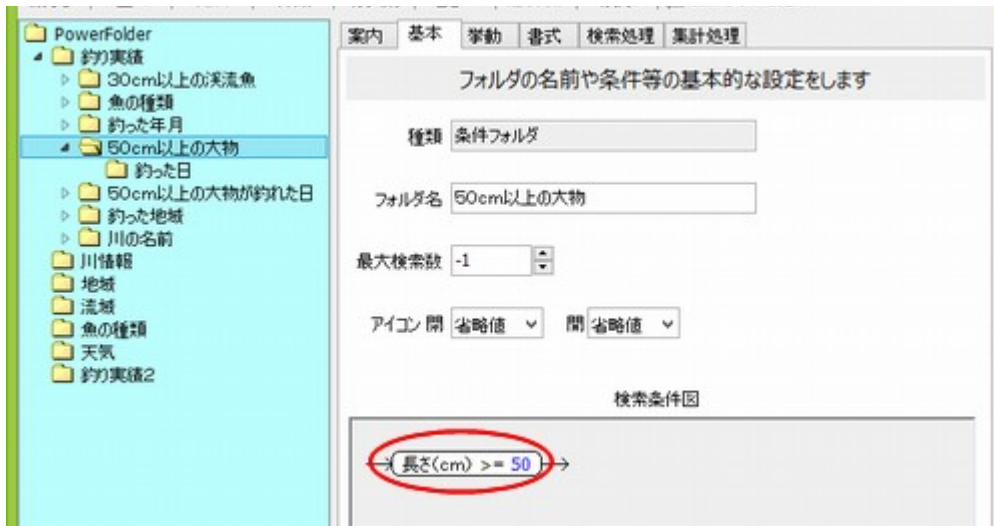 PowerFolder
釣り実績
30cm以上の渓流魚
魚の種類
釣った年月
50cm以上の大物
釣った日
50cm以上の大物が釣れた日
釣った地域
川の名前
川情報
地域
流域
魚の種類
天気
釣り実績2
案内 基本 挙動 書式 検索処理 集計処理
フォルダの名前や条件等の基本的な設定をします
種類 条件フォルダ
フォルダ名 50cm以上の大物
最大検索数 -1
アイコン 閉 省略値 開 省略値
検索条件図
長さ(cm) >= 50